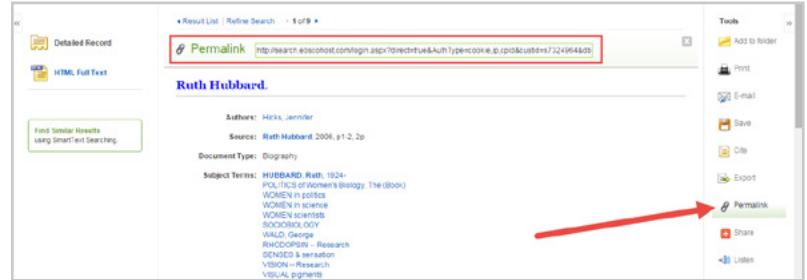 « Result List Refine Search 1 of 9 Tools »
Detailed Record
HTML Full Text
Find Similar Results
using SmartText Searching.
Permalink http://search.ebscohost.com/login.aspx?direct=true&AuthType=cookie,ip,cpid&custid=s7324964&db
Ruth Hubbard.
Authors: Hicks, Jennifer
Source: Ruth Hubbard. 2006, p1-2, 2p
Document Type: Biography
Subject Terms: HUBBARD, Ruth, 1924-
POLITICS of Women's Biology, The (Book)
WOMEN in politics
WOMEN in science
WOMEN scientists
SOCIOBIOLOGY
WALD, George
RHODOPSIN -- Research
SENSES & sensation
VISION -- Research
VISUAL pigments
Add to folder
Print
E-mail
Save
Cite
Export
Permalink
Share
Listen